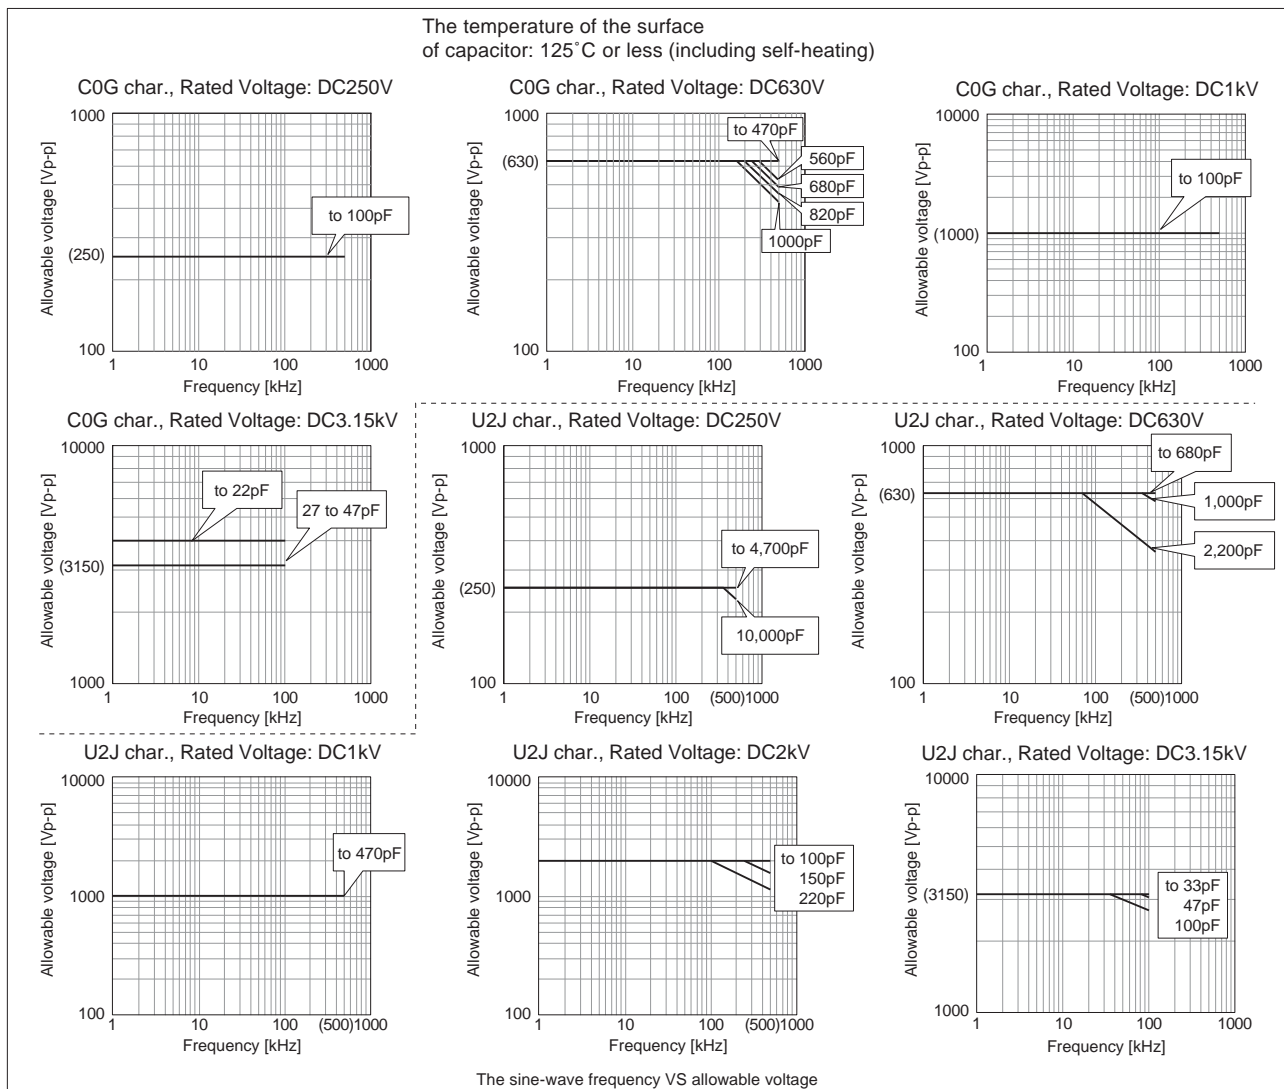 The temperature of the surface
of capacitor: 125˚C or less (including self-heating)
C0G char., Rated Voltage: DC250V
Allowable voltage [Vp-p]
1000
(250)
100
to 100pF
1 10 100 1000
Frequency [kHz]
C0G char., Rated Voltage: DC630V
Allowable voltage [Vp-p]
1000
(630)
100
to 470pF
560pF
680pF
820pF
1000pF
1 10 100 1000
Frequency [kHz]
C0G char., Rated Voltage: DC1kV
Allowable voltage [Vp-p]
10000
(1000)
100
to 100pF
1 10 100 1000
Frequency [kHz]
C0G char., Rated Voltage: DC3.15kV
Allowable voltage [Vp-p]
10000
(3150)
1000
to 22pF
27 to 47pF
1 10 100 1000
Frequency [kHz]
U2J char., Rated Voltage: DC250V
Allowable voltage [Vp-p]
1000
(250)
100
to 4,700pF
10,000pF
1 10 100 (500)1000
Frequency [kHz]
U2J char., Rated Voltage: DC630V
Allowable voltage [Vp-p]
1000
(630)
100
to 680pF
1,000pF
2,200pF
1 10 100 (500)1000
Frequency [kHz]
U2J char., Rated Voltage: DC1kV
Allowable voltage [Vp-p]
10000
1000
100
to 470pF
1 10 100 (500)1000
Frequency [kHz]
U2J char., Rated Voltage: DC2kV
Allowable voltage [Vp-p]
10000
1000
100
to 100pF
150pF
220pF
1 10 100 (500)1000
Frequency [kHz]
U2J char., Rated Voltage: DC3.15kV
Allowable voltage [Vp-p]
10000
(3150)
1000
to 33pF
47pF
100pF
1 10 100 1000
Frequency [kHz]
The sine-wave frequency VS allowable voltage